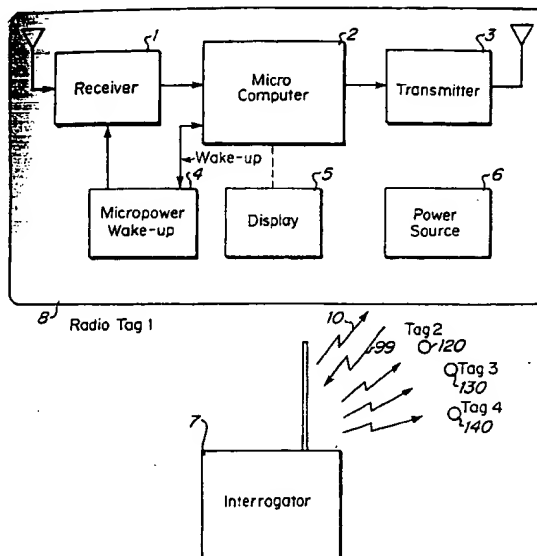 1
2
3
Receiver
Micro
Computer
Transmitter
Wake-up
4
5
6
Micropower
Wake-up
Display
Power
Source
8
Radio Tag 1
10
99
Tag 2
120
Tag 3
130
Tag 4
140
7
Interrogator